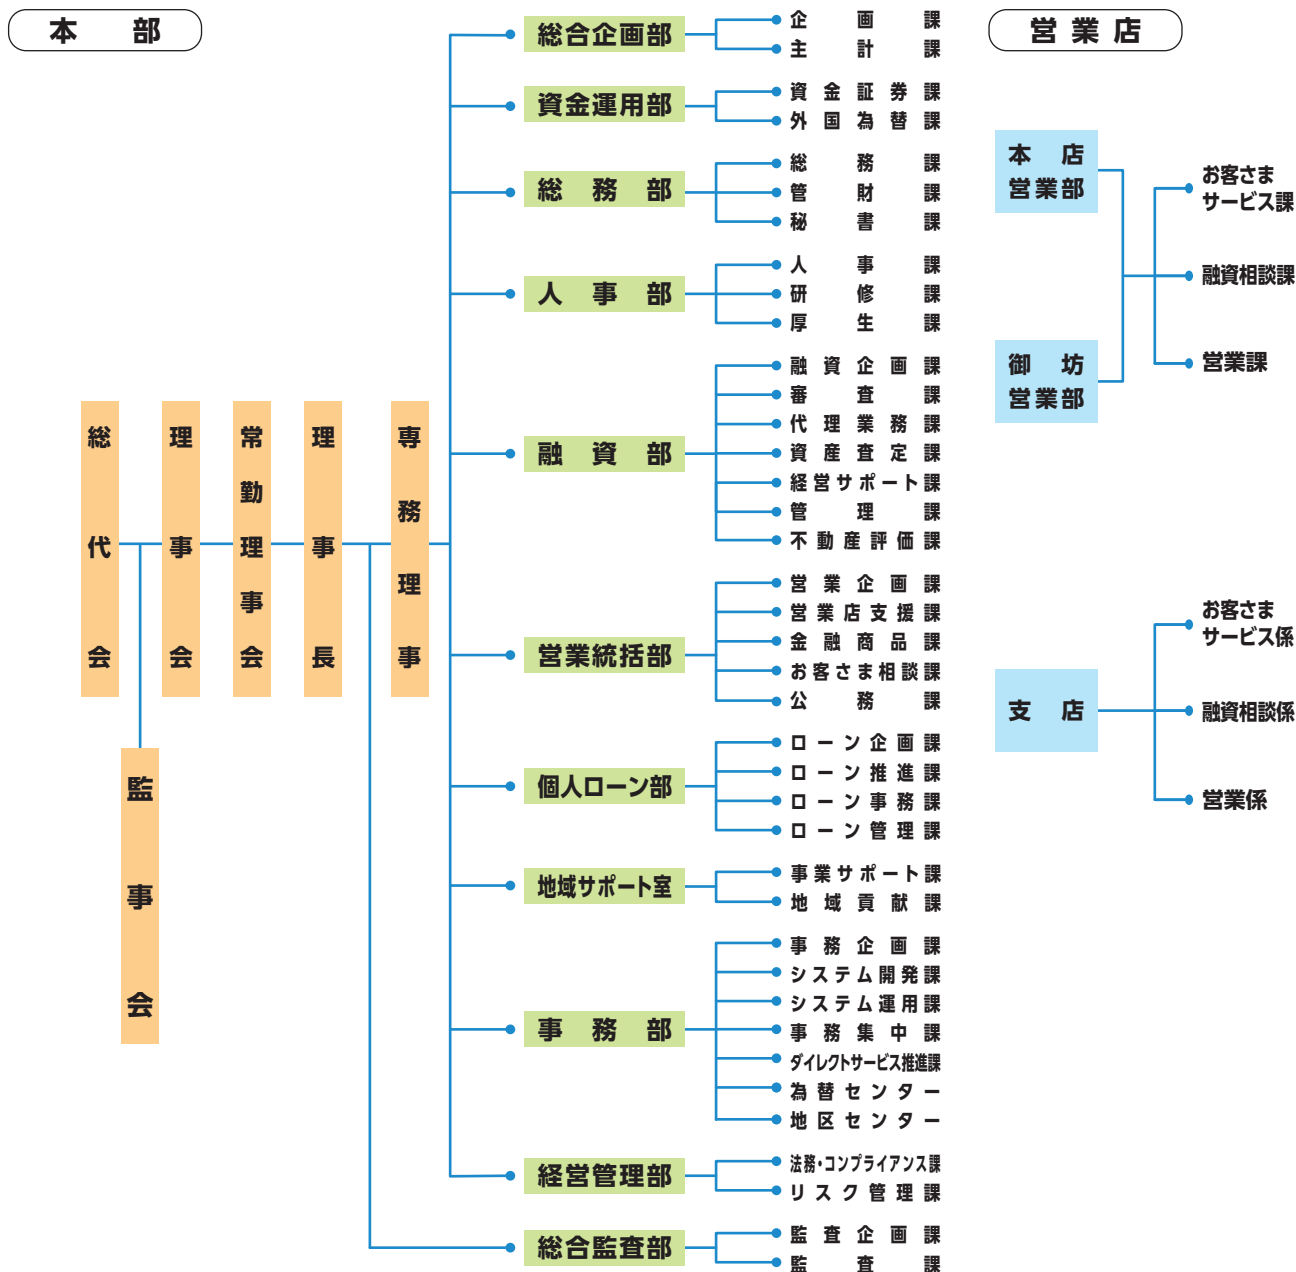 本部
総代会
理事会
常勤理事会
理事長
専務理事
監事会
総合企画部
企画課
主計課
資金運用部
資金証券課
外国為替課
総務部
総務課
管財課
秘書課
人事部
人事課
研修課
厚生課
融資部
融資企画課
審査課
代理業務課
資産査定課
経営サポート課
管理課
不動産評価課
営業統括部
営業企画課
営業店支援課
金融商品課
お客さま相談課
公務課
個人ローン部
ローン企画課
ローン推進課
ローン事務課
ローン管理課
地域サポート室
事業サポート課
地域貢献課
事務部
事務企画課
システム開発課
システム運用課
事務集中課
ダイレクトサービス推進課
為替センター
地区センター
経営管理部
法務・コンプライアンス課
リスク管理課
総合監査部
監査企画課
監査課
営業店
本店
営業部
御坊
営業部
お客さま
サービス課
融資相談課
営業課
支店
お客さま
サービス係
融資相談係
営業係